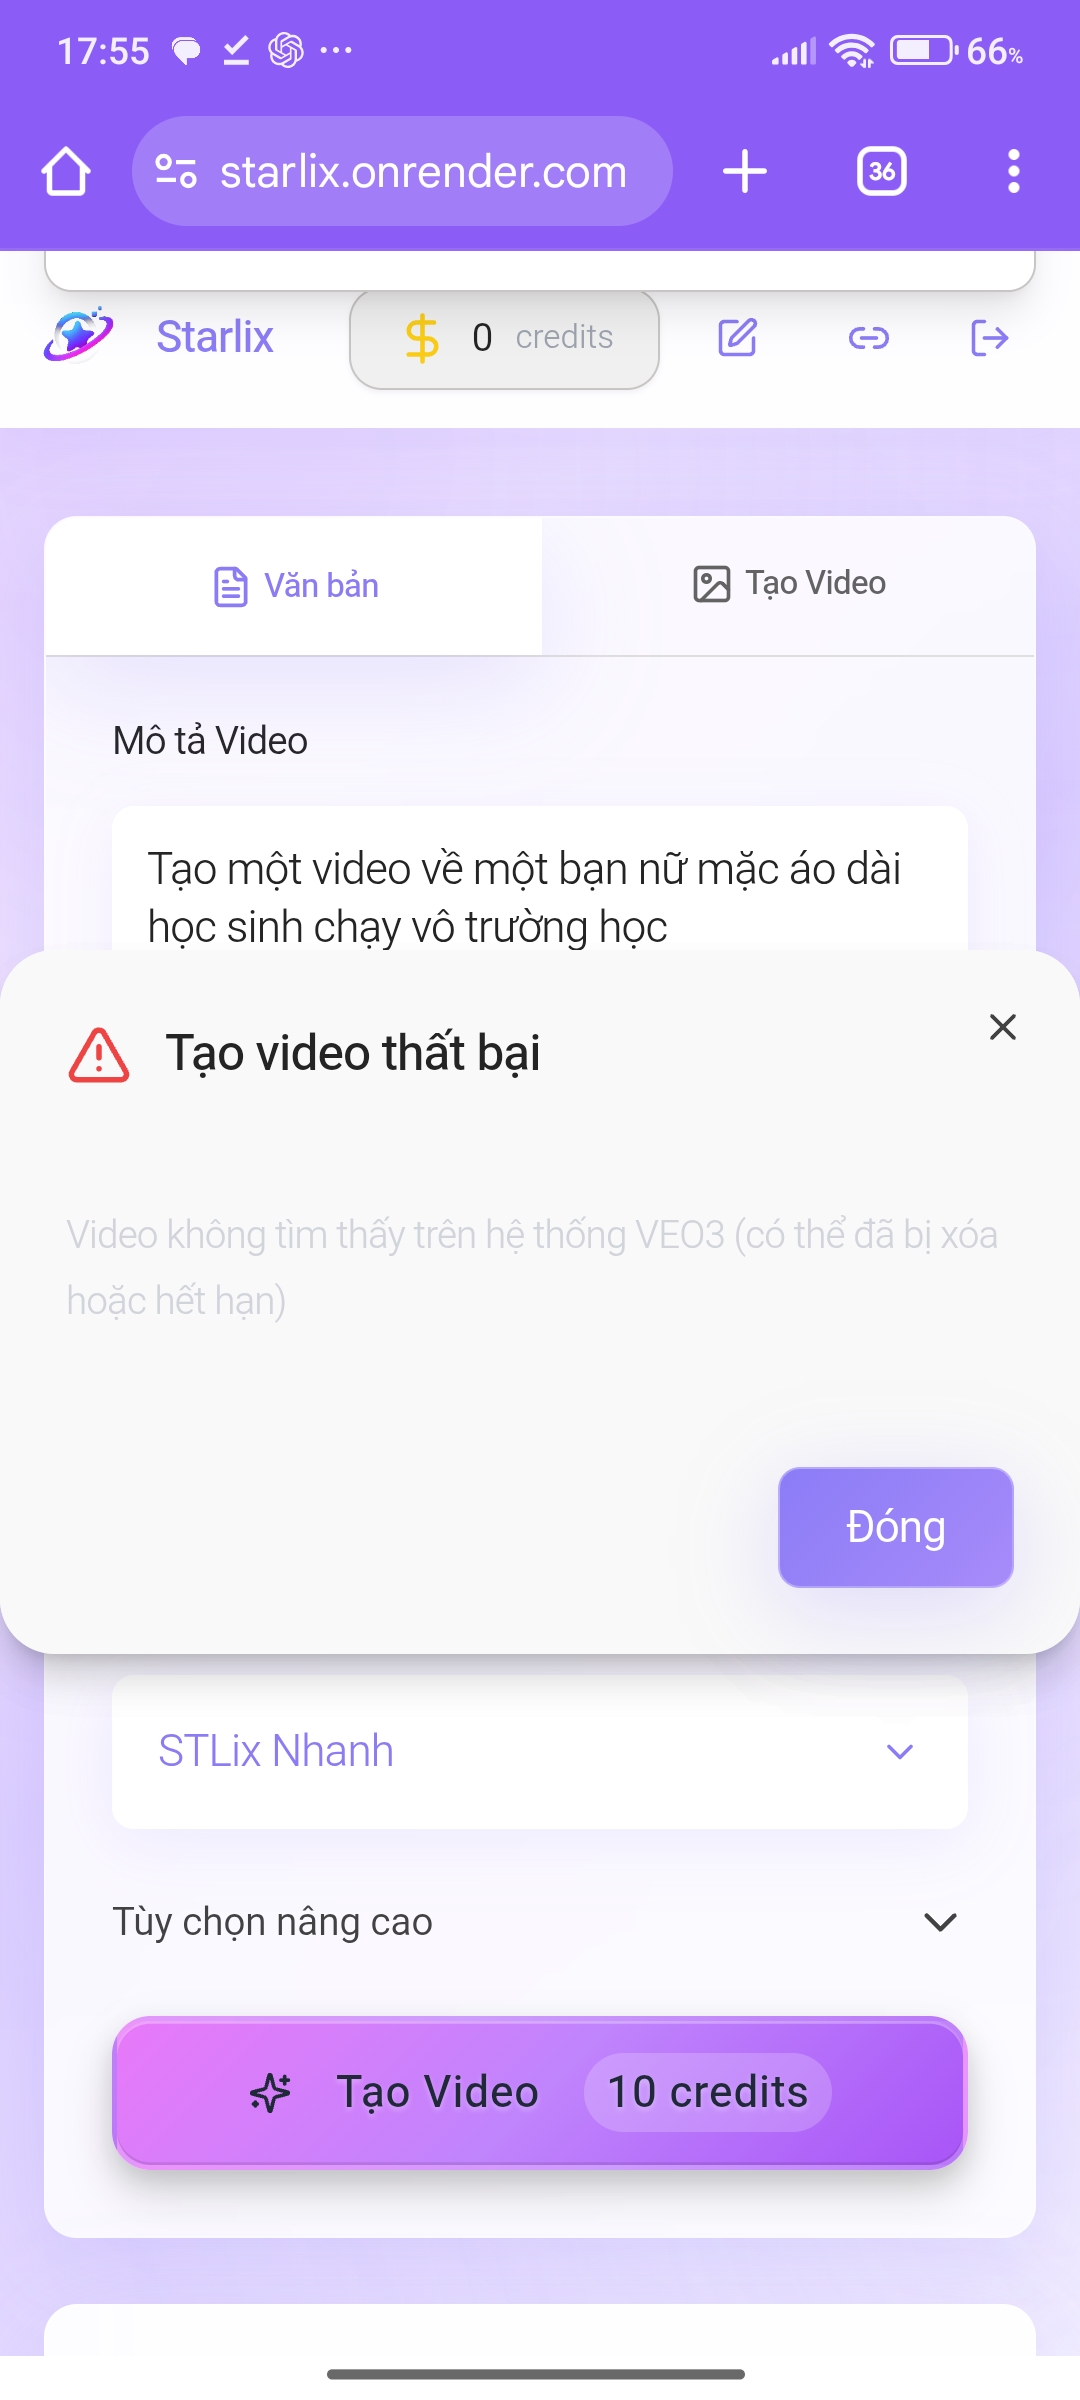 17:55
66%
starlix.onrender.com
36
Starlix
0 credits
Văn bản
Tạo Video
Mô tả Video
Tạo một video về một bạn nữ mặc áo dài
học sinh chạy vô trường học
Tạo video thất bại
Video không tìm thấy trên hệ thống VEO3 (có thể đã bị xóa
hoặc hết hạn)
Đóng
STLix Nhanh
Tùy chọn nâng cao
Tạo Video 10 credits